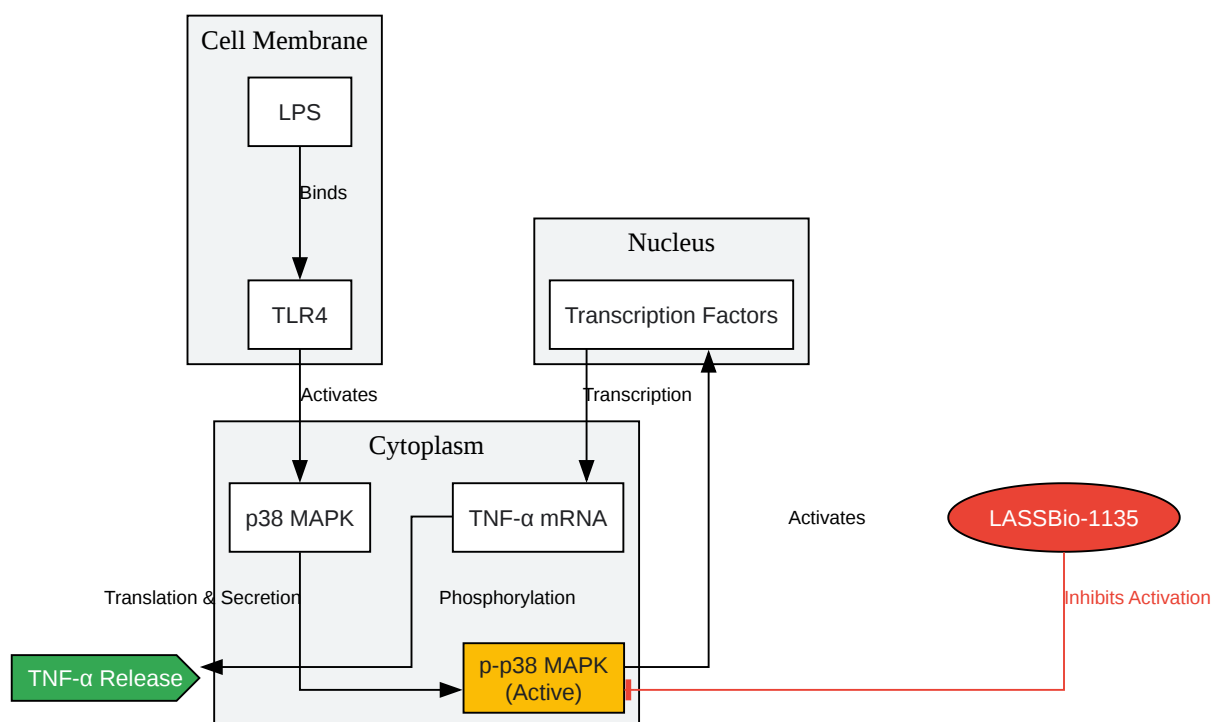 Cell Membrane
LPS
Binds
Nucleus
TLR4
Transcription Factors
Activates
Transcription
Cytoplasm
p38 MAPK
TNF-α mRNA
Activates
LASSBio-1135
Translation & Secretion
Phosphorylation
Inhibits Activation
TNF-α Release
p-p38 MAPK
(Active)